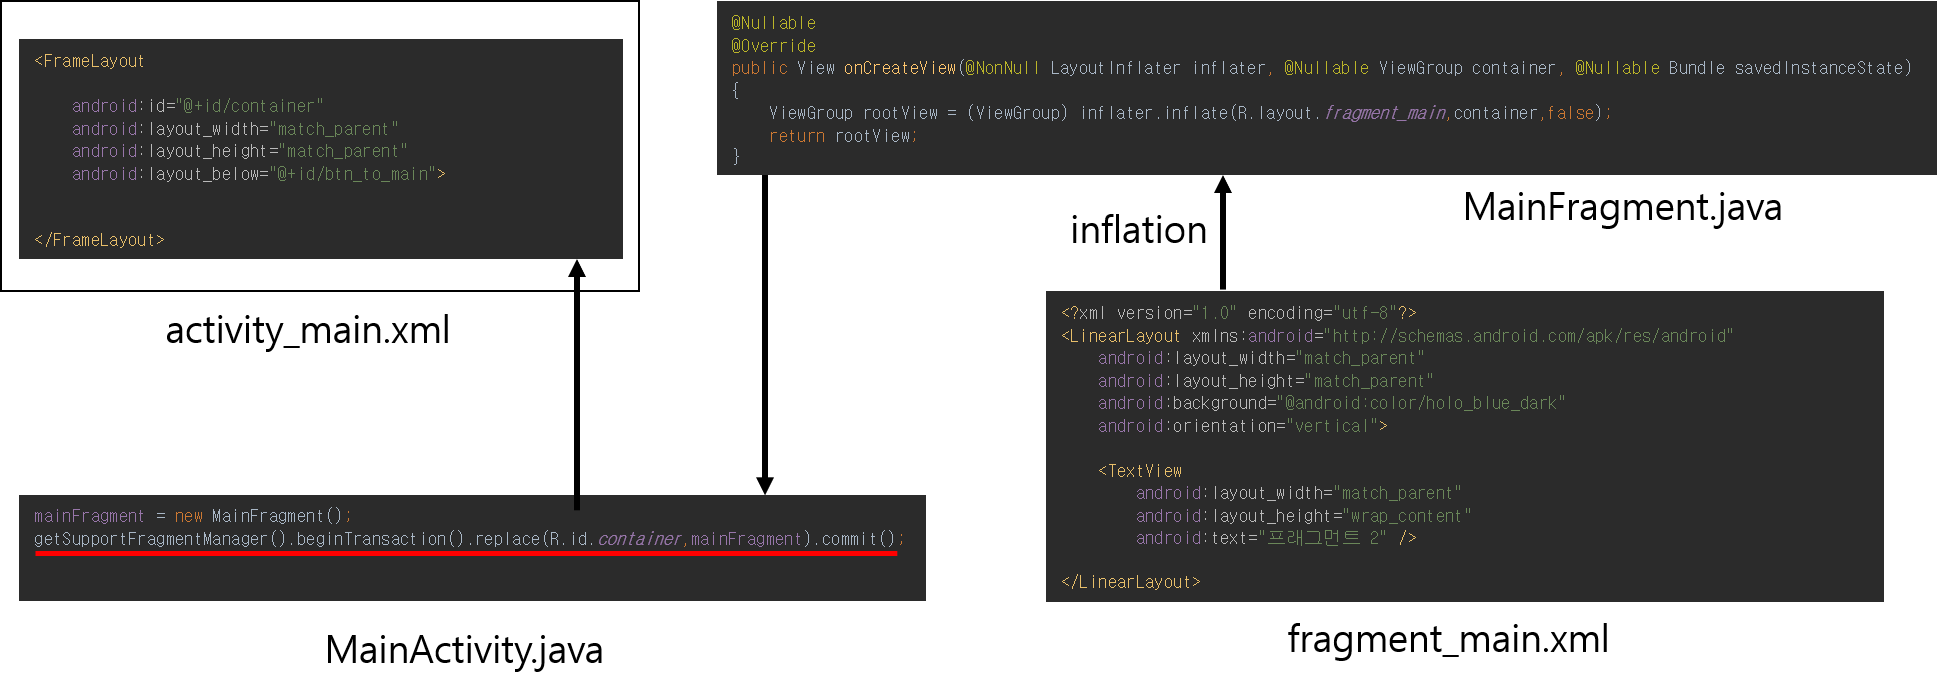 <FrameLayout
android:id="@+id/container"
android:layout_width="match_parent"
android:layout_height="match_parent"
android:layout_below="@+id/btn_to_main">
</FrameLayout>
activity_main.xml
@Nullable
@Override
public View onCreateView(@NonNull LayoutInflater inflater, @Nullable ViewGroup container, @Nullable Bundle savedInstanceState)
{
ViewGroup rootView = (ViewGroup) inflater.inflate(R.layout.fragment_main,container,false);
return rootView;
}
MainFragment.java
inflation
mainFragment = new MainFragment();
getSupportFragmentManager().beginTransaction().replace(R.id.container,mainFragment).commit();
MainActivity.java
<?xml version="1.0" encoding="utf-8"?>
<LinearLayout xmlns:android="http://schemas.android.com/apk/res/android"
android:layout_width="match_parent"
android:layout_height="match_parent"
android:background="@android:color/holo_blue_dark"
android:orientation="vertical">
<TextView
android:layout_width="match_parent"
android:layout_height="wrap_content"
android:text="프래그먼트 2" />
</LinearLayout>
fragment_main.xml